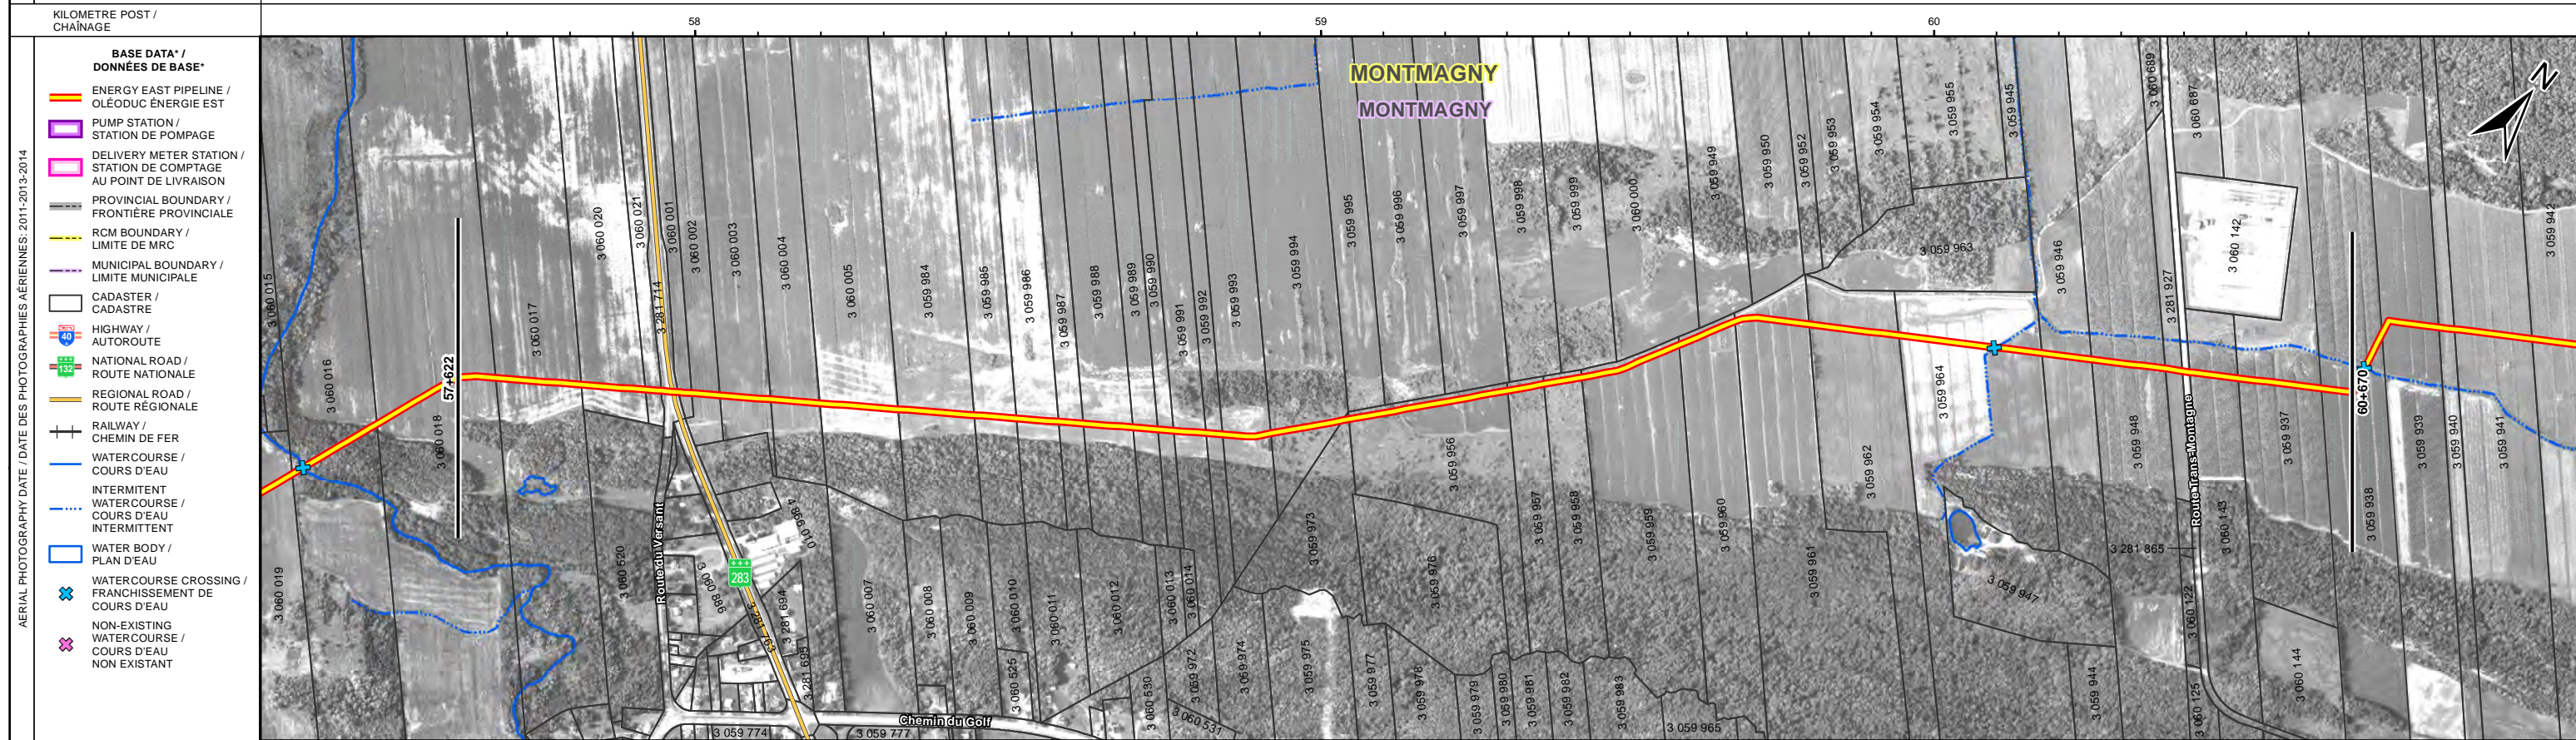 KILOMETRE POST /
CHAÎNAGE
58
59
60
AERIAL PHOTOGRAPHY DATE / DATE DES PHOTOGRAPHIES AÉRIENNES: 2011-2013-2014
BASE DATA* /
DONNÉES DE BASE*
ENERGY EAST PIPELINE /
OLÉODUC ÉNERGIE EST
PUMP STATION /
STATION DE POMPAGE
DELIVERY METER STATION /
STATION DE COMPTAGE
AU POINT DE LIVRAISON
PROVINCIAL BOUNDARY /
FRONTIÈRE PROVINCIALE
RCM BOUNDARY /
LIMITE DE MRC
MUNICIPAL BOUNDARY /
LIMITE MUNICIPALE
CADASTER /
CADASTRE
40
HIGHWAY /
AUTOROUTE
132
NATIONAL ROAD /
ROUTE NATIONALE
REGIONAL ROAD /
ROUTE RÉGIONALE
RAILWAY /
CHEMIN DE FER
WATERCOURSE /
COURS D'EAU
INTERMITENT
WATERCOURSE /
COURS D'EAU
INTERMITTENT
WATER BODY /
PLAN D'EAU
WATERCOURSE CROSSING /
FRANCHISSEMENT DE
COURS D'EAU
NON-EXISTING
WATERCOURSE /
COURS D'EAU
NON EXISTANT
MONTMAGNY
MONTMAGNY
N
3 060 015
3 060 016
3 060 018
57+622
3 060 017
3 060 020
3 060 021
3 281 714
3 060 001
3 060 002
3 060 003
3 060 004
3 060 005
3 059 984
3 059 985
3 059 986
3 059 987
3 059 988
3 059 989
3 059 990
3 059 991
3 059 992
3 059 993
3 059 994
3 059 995
3 059 996
3 059 997
3 059 998
3 059 999
3 060 000
3 059 949
3 059 950
3 059 952
3 059 953
3 059 954
3 059 955
3 059 945
3 059 963
3 059 946
3 060 689
3 060 687
3 060 142
3 281 927
3 059 942
3 059 964
3 059 948
Route Trans-Montagne
3 059 937
60+670
3 059 938
3 059 939
3 059 940
3 059 941
3 060 019
3 060 520
Route du Versant
3 060 886
283
3 281 763
3 281 694
3 281 695
4 866 010
3 060 007
3 060 008
3 060 009
3 060 010
3 060 011
3 060 012
3 060 013
3 060 014
3 060 525
3 060 530
3 060 531
3 059 972
3 059 974
3 059 973
3 059 975
3 059 956
3 059 976
3 059 977
3 059 978
3 059 979
3 059 980
3 059 981
3 059 982
3 059 983
3 059 957
3 059 958
3 059 959
3 059 960
3 059 961
3 059 962
3 059 965
3 059 947
3 059 944
3 281 865
3 060 143
3 060 122
3 060 125
3 060 144
Chemin du Golf
3 059 774
3 059 777